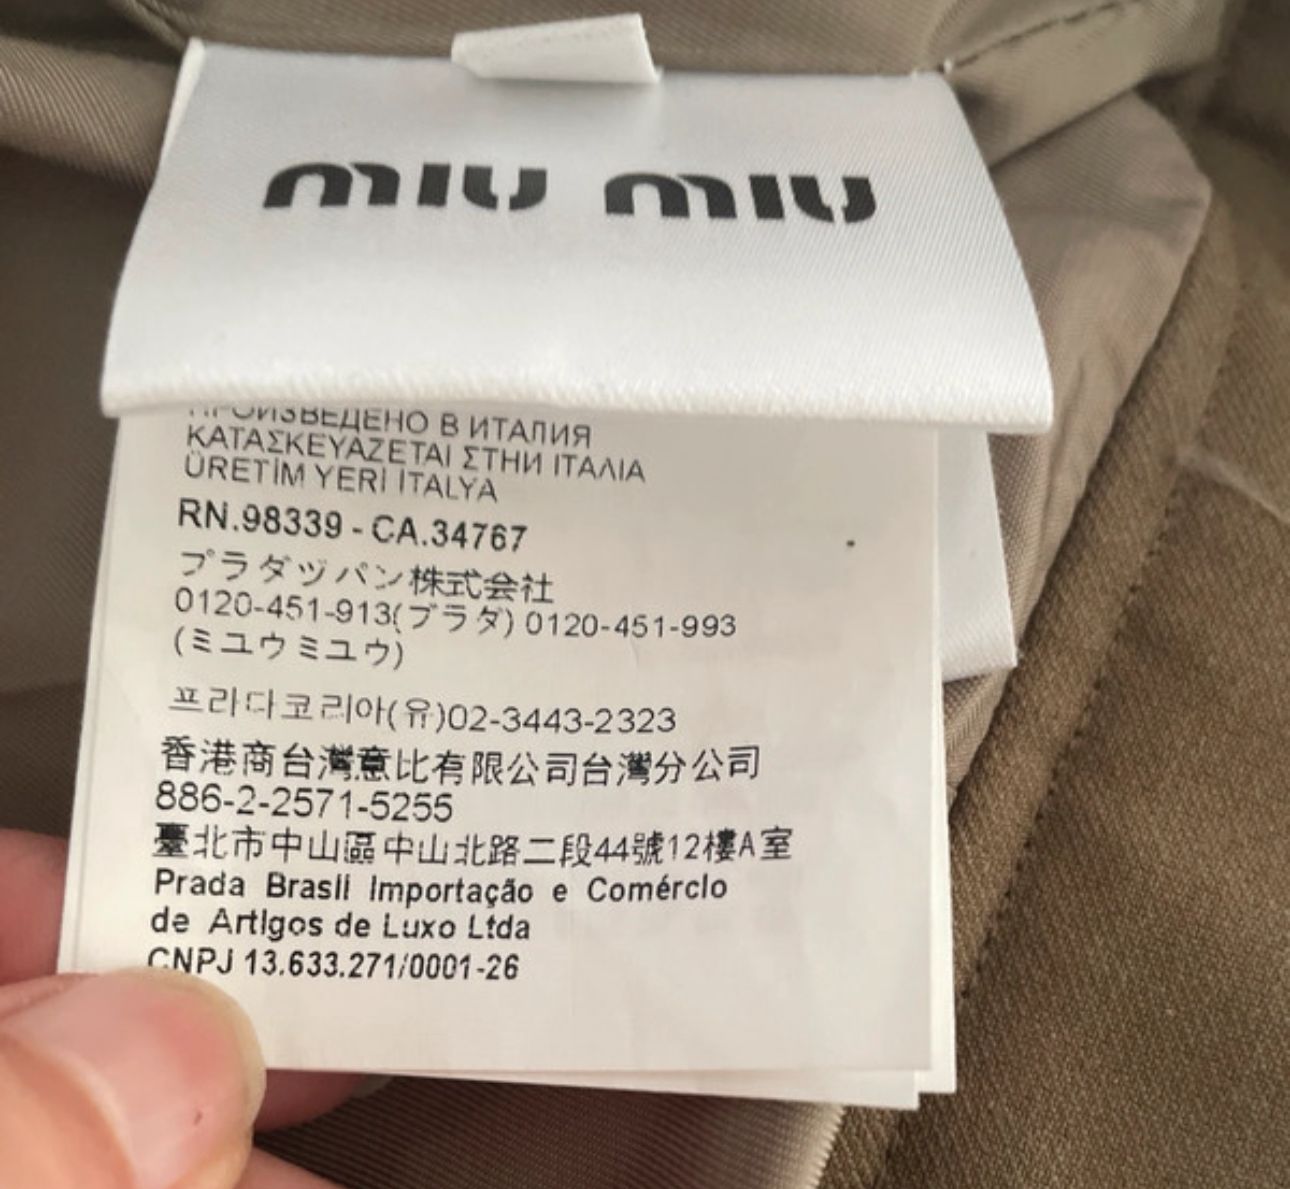 miu miu
ПРОИЗВЕДЕНО В ИТАЛИЯ
ΚΑΤΑΣΚΕΥΑΖΕΤΑΙ ΣΤΗИ ΙΤΑΛΙΑ
ÜRETİM YERİ İTALYA
RN.98339 - CA.34767
プラダヅパン株式会社
0120-451-913(プラダ) 0120-451-993
(ミユウミユウ)
프라다코리아(유)02-3443-2323
香港商台灣意比有限公司台灣分公司
886-2-2571-5255
臺北市中山區中山北路二段44號12樓A室
Prada Brasil Importação e Comércio
de Artigos de Luxo Ltda
CNPJ 13.633.271/0001-26